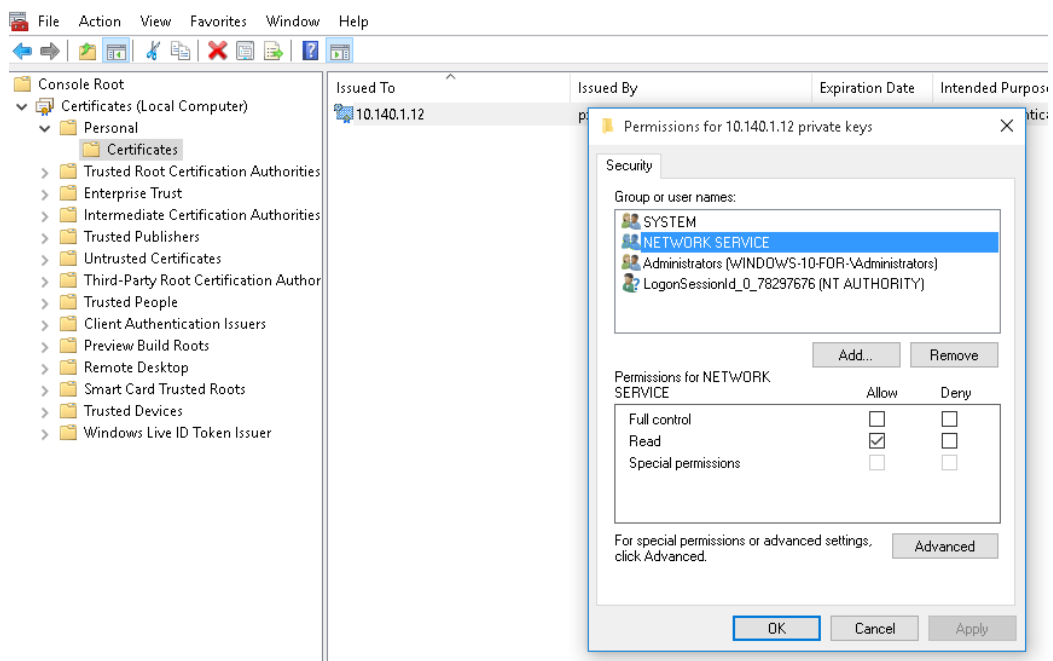 File Action View Favorites Window Help
Console Root
Certificates (Local Computer)
Personal
Certificates
Trusted Root Certification Authorities
Enterprise Trust
Intermediate Certification Authorities
Trusted Publishers
Untrusted Certificates
Third-Party Root Certification Author
Trusted People
Client Authentication Issuers
Preview Build Roots
Remote Desktop
Smart Card Trusted Roots
Trusted Devices
Windows Live ID Token Issuer
Issued To Issued By Expiration Date Intended Purpose
10.140.1.12
Permissions for 10.140.1.12 private keys
Security
Group or user names:
SYSTEM
NETWORK SERVICE
Administrators (WINDOWS-10-FOR-\Administrators)
LogonSessionId_0_78297676 (NT AUTHORITY)
Add... Remove
Permissions for NETWORK
SERVICE Allow Deny
Full control
Read
Special permissions
For special permissions or advanced settings,
click Advanced.
Advanced
OK Cancel Apply